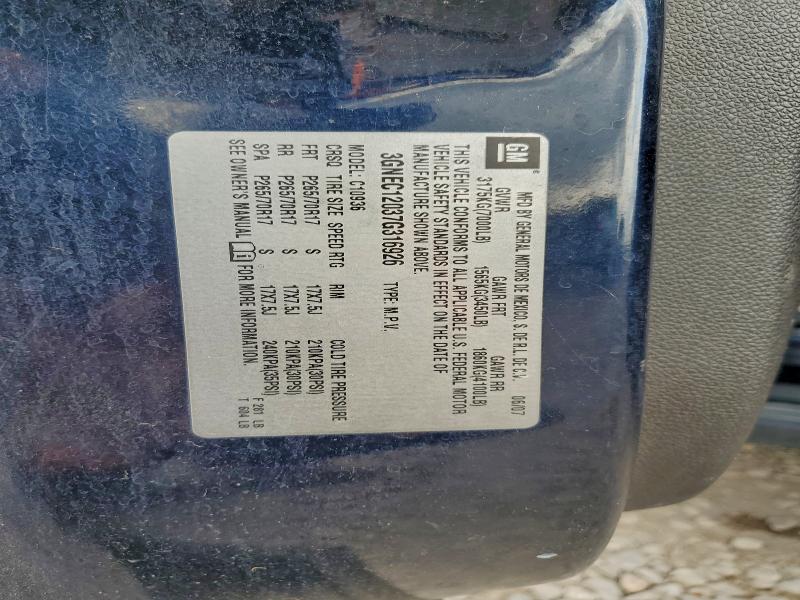 GM
MFD BY GENERAL MOTORS DE MEXICO, S. DE R.L. DE C.V. 06/07
GVWR GAWR FRT GAWR RR
3175KG(7000LB) 1565KG(3450LB) 1860KG(4100LB)
THIS VEHICLE CONFORMS TO ALL APPLICABLE U.S. FEDERAL MOTOR
VEHICLE SAFETY STANDARDS IN EFFECT ON THE DATE OF
MANUFACTURE SHOWN ABOVE.
3GNEC12037G316926 TYPE: M.P.V.
MODEL: C10936
CRSQ TIRE SIZE SPEED RTG RIM COLD TIRE PRESSURE
FRT P265/70R17 S 17X7.5J 210KPA(30PSI)
RR P265/70R17 S 17X7.5J 210KPA(30PSI)
SPA P265/70R17 S 17X7.5J 240KPA(35PSI)
SEE OWNER'S MANUAL FOR MORE INFORMATION.
F 281 LB
T 604 LB